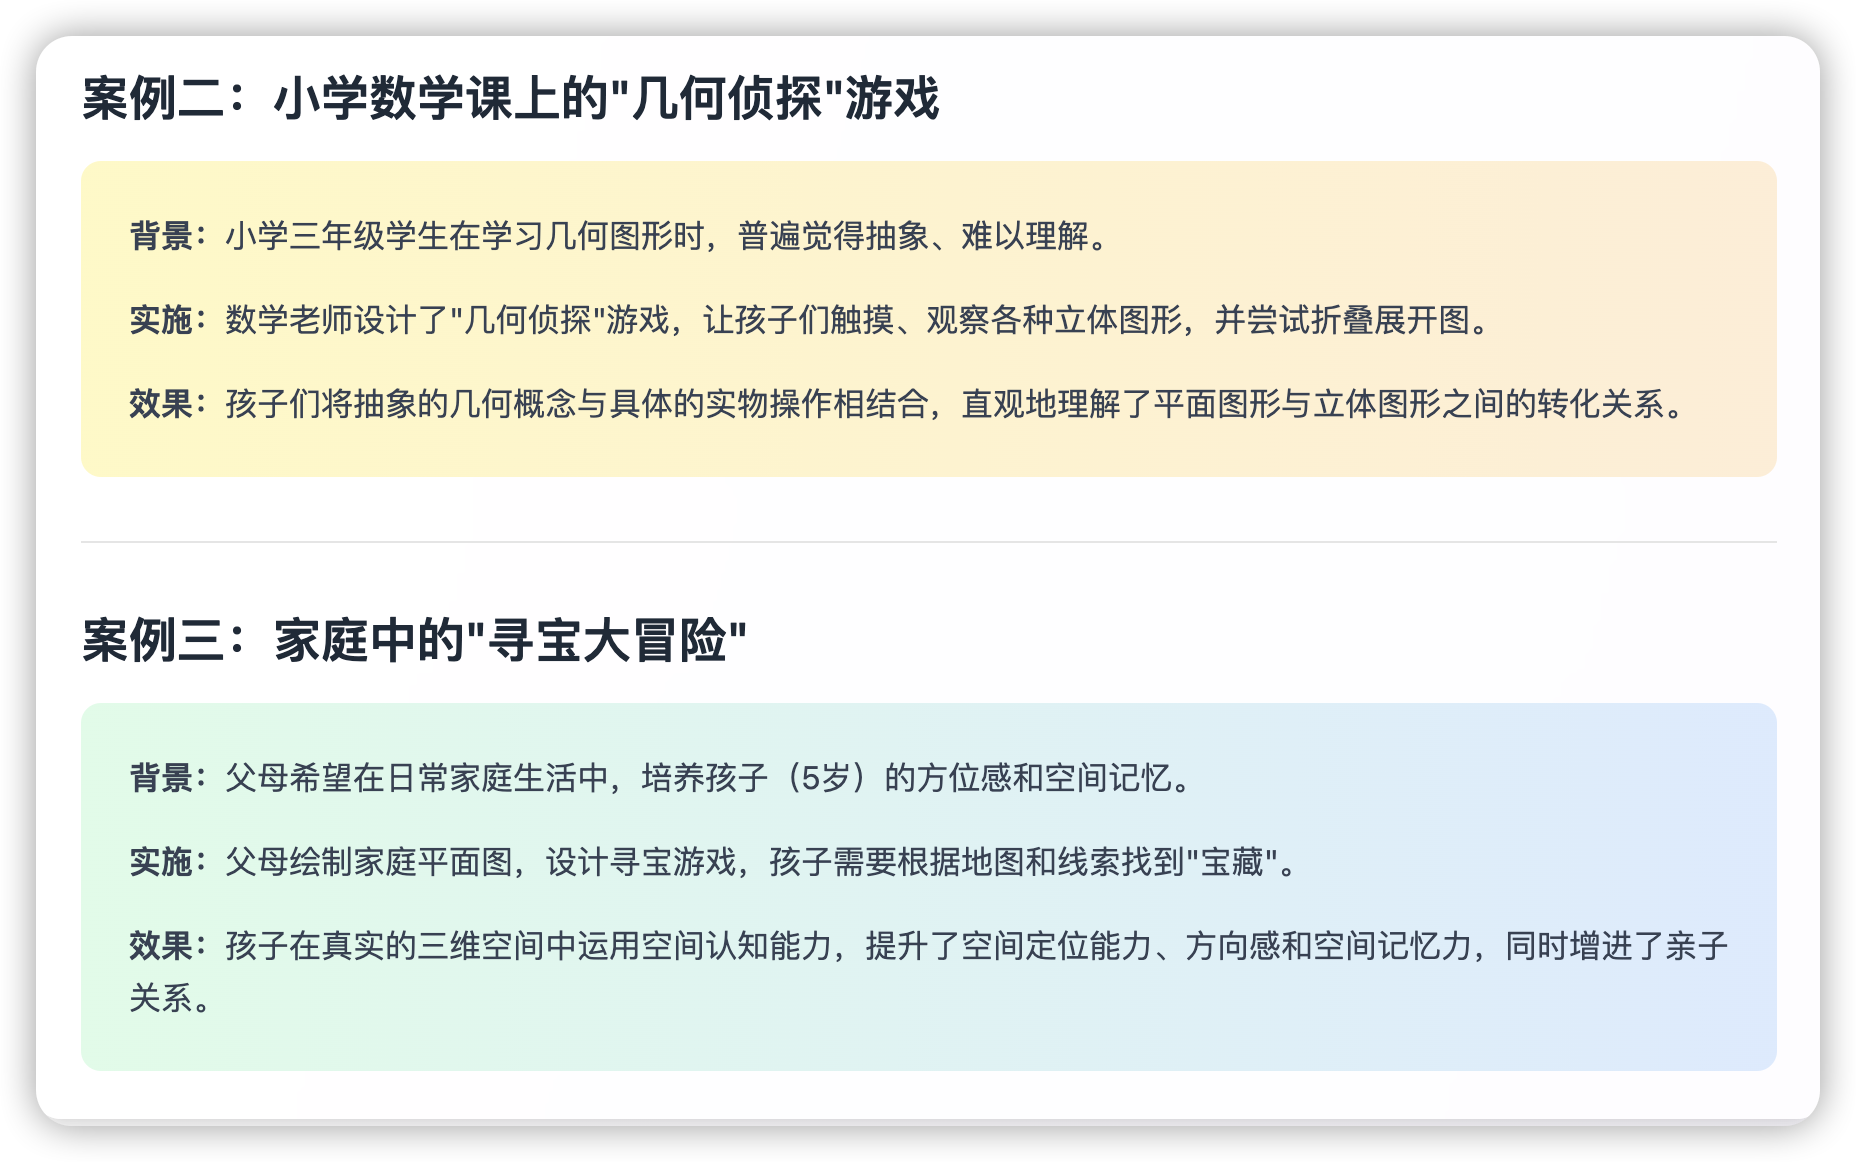 案例二：小学数学课上的"几何侦探"游戏
背景：小学三年级学生在学习几何图形时，普遍觉得抽象、难以理解。
实施：数学老师设计了"几何侦探"游戏，让孩子们触摸、观察各种立体图形，并尝试折叠展开图。
效果：孩子们将抽象的几何概念与具体的实物操作相结合，直观地理解了平面图形与立体图形之间的转化关系。
案例三：家庭中的"寻宝大冒险"
背景：父母希望在日常家庭生活中，培养孩子（5岁）的方位感和空间记忆。
实施：父母绘制家庭平面图，设计寻宝游戏，孩子需要根据地图和线索找到"宝藏"。
效果：孩子在真实的三维空间中运用空间认知能力，提升了空间定位能力、方向感和空间记忆力，同时增进了亲子
关系。